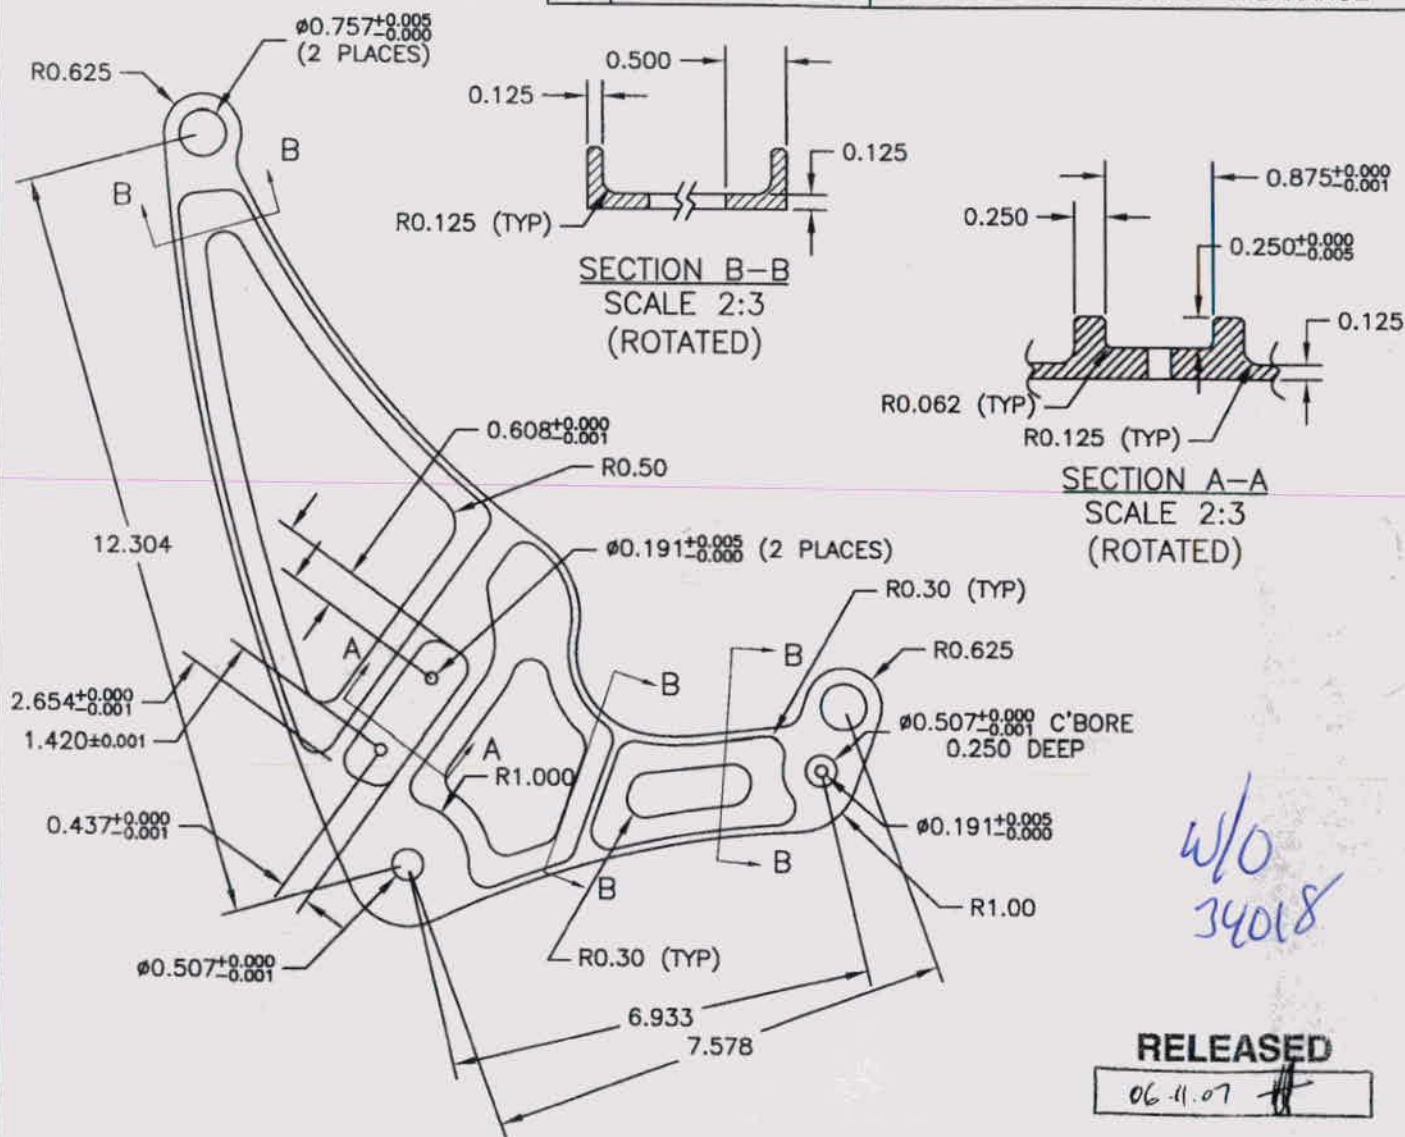 ø0.757+0.005 -0.000
(2 PLACES)
R0.625
B
B
0.500
0.125
0.125
R0.125 (TYP)
SECTION B-B
SCALE 2:3
(ROTATED)
0.875+0.000 -0.001
0.250
0.250+0.000 -0.005
0.125
R0.062 (TYP)
R0.125 (TYP)
SECTION A-A
SCALE 2:3
(ROTATED)
0.608+0.000 -0.001
R0.50
12.304
ø0.191+0.005 -0.000 (2 PLACES)
R0.30 (TYP)
A
B
B
R0.625
2.654+0.000 -0.001
1.420±0.001
ø0.507+0.000 -0.001 C'BORE
0.250 DEEP
A
R1.000
0.437+0.000 -0.001
ø0.191+0.005 -0.000
B
B
R1.00
W/O
34018
ø0.507+0.000 -0.001
R0.30 (TYP)
6.933
7.578
RELEASED
06.11.07